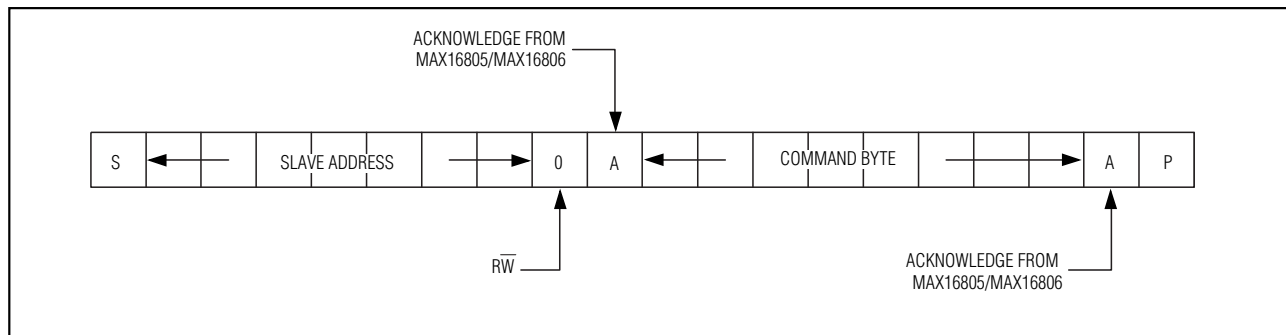 ACKNOWLEDGE FROM
MAX16805/MAX16806
S SLAVE ADDRESS 0 A COMMAND BYTE A P
RW̅
ACKNOWLEDGE FROM
MAX16805/MAX16806